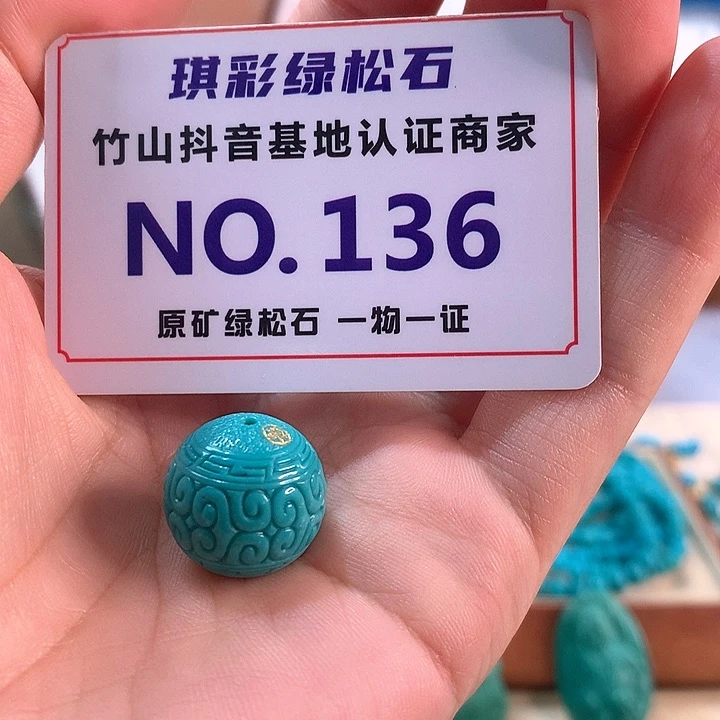 琪彩绿松石
竹山抖音基地认证商家
NO.136
原矿绿松石 一物一证